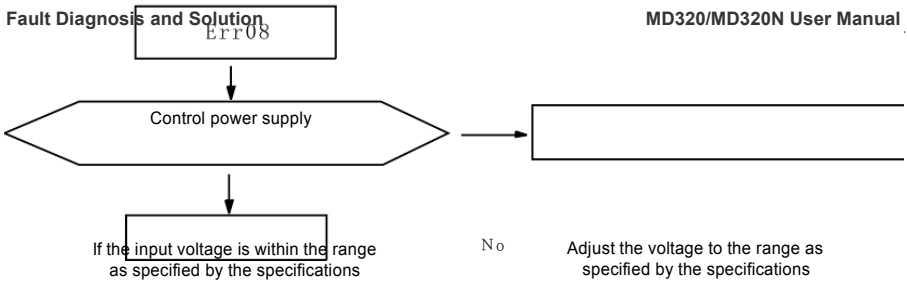 Fault Diagnosis and Solution
MD320/MD320N User Manual
Err08
Control power supply
If the input voltage is within the range
as specified by the specifications
No
Adjust the voltage to the range as
specified by the specifications